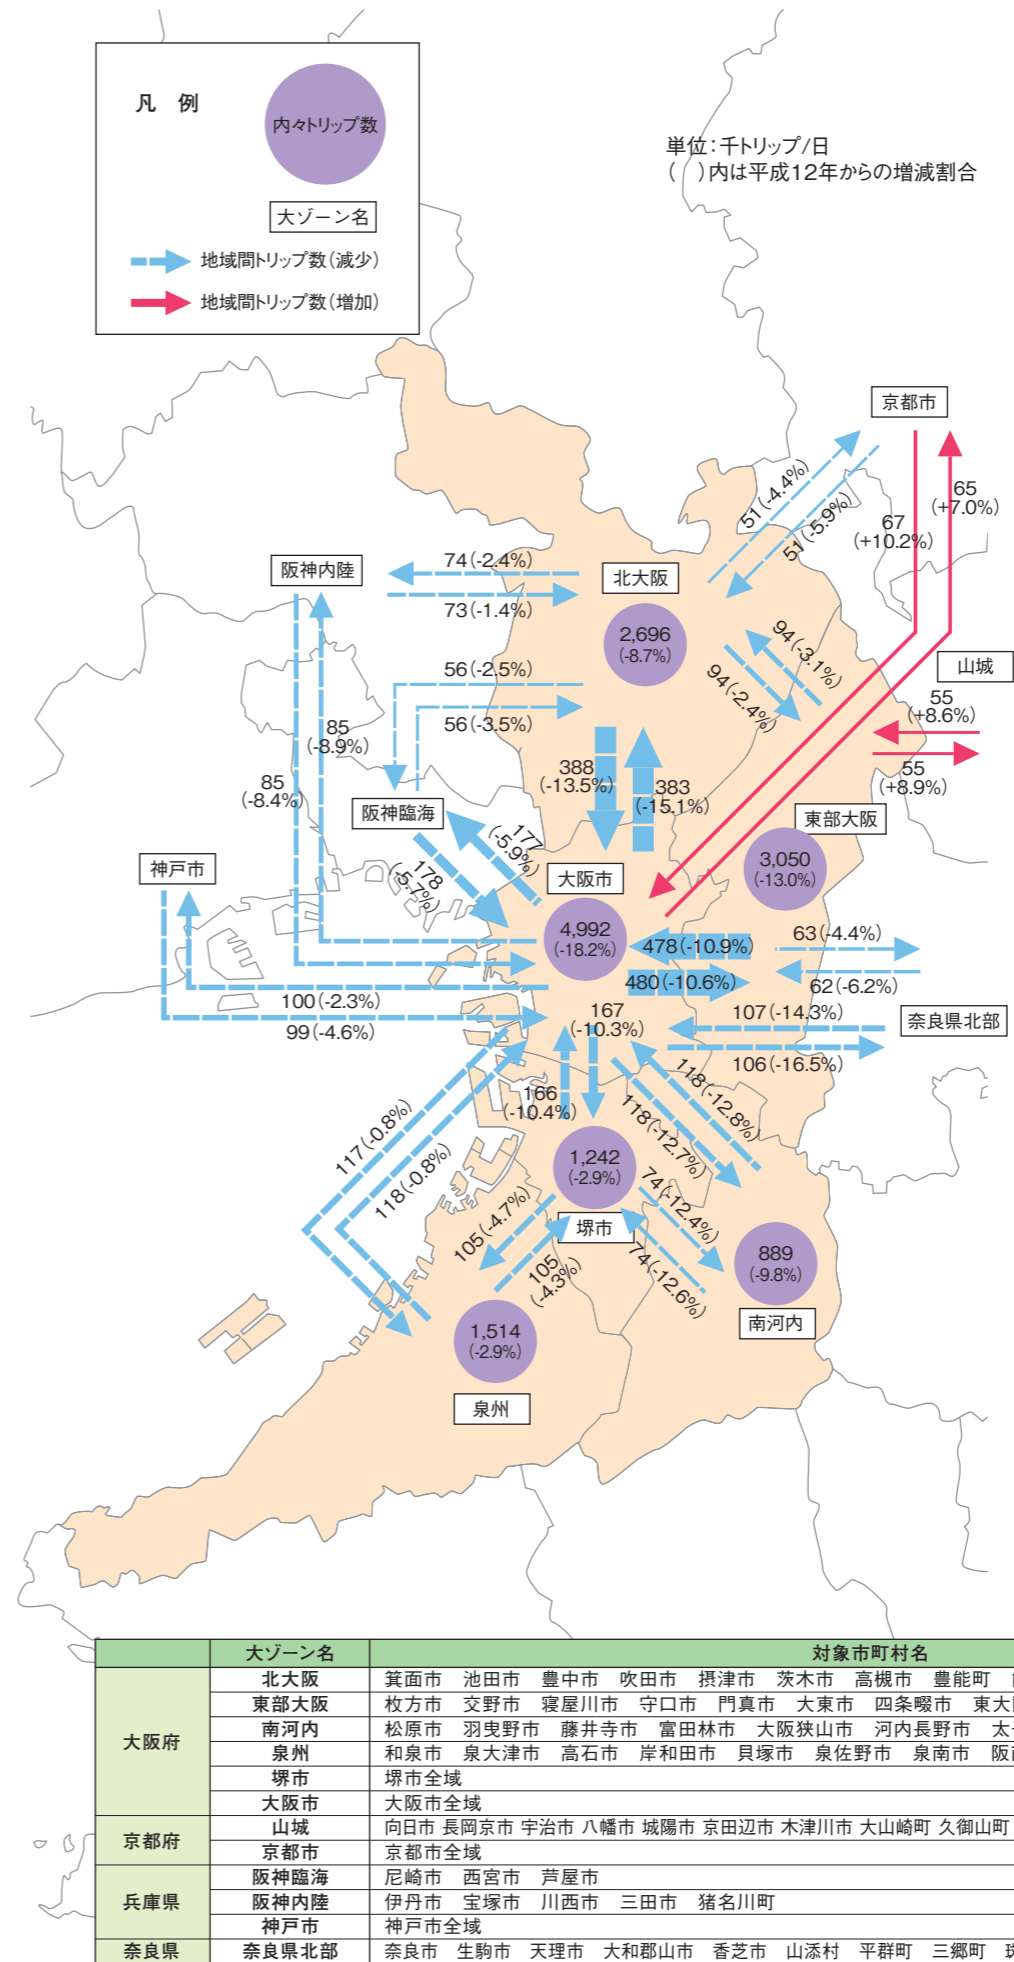 凡 例
内々トリップ数
大ゾーン名
地域間トリップ数(減少)
地域間トリップ数(増加)
単位:千トリップ/日
( )内は平成12年からの増減割合
京都市
51(-4.4%)
51(-5.9%)
67
(+10.2%)
65
(+7.0%)
阪神内陸
74(-2.4%)
73(-1.4%)
北大阪
2,696
(-8.7%)
94(-3.1%)
94(-2.4%)
山城
55
(+8.6%)
55
(+8.9%)
56(-2.5%)
56(-3.5%)
85
(-8.9%)
85
(-8.4%)
388
(-13.5%)
383
(-15.1%)
阪神臨海
177
(-5.9%)
178
(-5.7%)
東部大阪
3,050
(-13.0%)
神戸市
大阪市
4,992
(-18.2%)
478(-10.9%)
480(-10.6%)
63(-4.4%)
62(-6.2%)
100(-2.3%)
99(-4.6%)
167
(-10.3%)
107(-14.3%)
106(-16.5%)
奈良県北部
166
(-10.4%)
118(-12.8%)
118(-12.7%)
117(-0.8%)
118(-0.8%)
1,242
(-2.9%)
堺市
74(-12.4%)
74(-12.6%)
105(-4.7%)
105
(-4.3%)
889
(-9.8%)
南河内
1,514
(-2.9%)
泉州
大ゾーン名 対象市町村名
大阪府
北大阪 箕面市 池田市 豊中市 吹田市 摂津市 茨木市 高槻市 豊能町
東部大阪 枚方市 交野市 寝屋川市 守口市 門真市 大東市 四条畷市 東大
南河内 松原市 羽曳野市 藤井寺市 富田林市 大阪狭山市 河内長野市 太
泉州 和泉市 泉大津市 高石市 岸和田市 貝塚市 泉佐野市 泉南市 阪
堺市 堺市全域
大阪市 大阪市全域
京都府
山城 向日市 長岡京市 宇治市 八幡市 城陽市 京田辺市 木津川市 大山崎町 久御山町
京都市 京都市全域
兵庫県
阪神臨海 尼崎市 西宮市 芦屋市
阪神内陸 伊丹市 宝塚市 川西市 三田市 猪名川町
神戸市 神戸市全域
奈良県 奈良県北部 奈良市 生駒市 天理市 大和郡山市 香芝市 山添村 平群町 三郷町